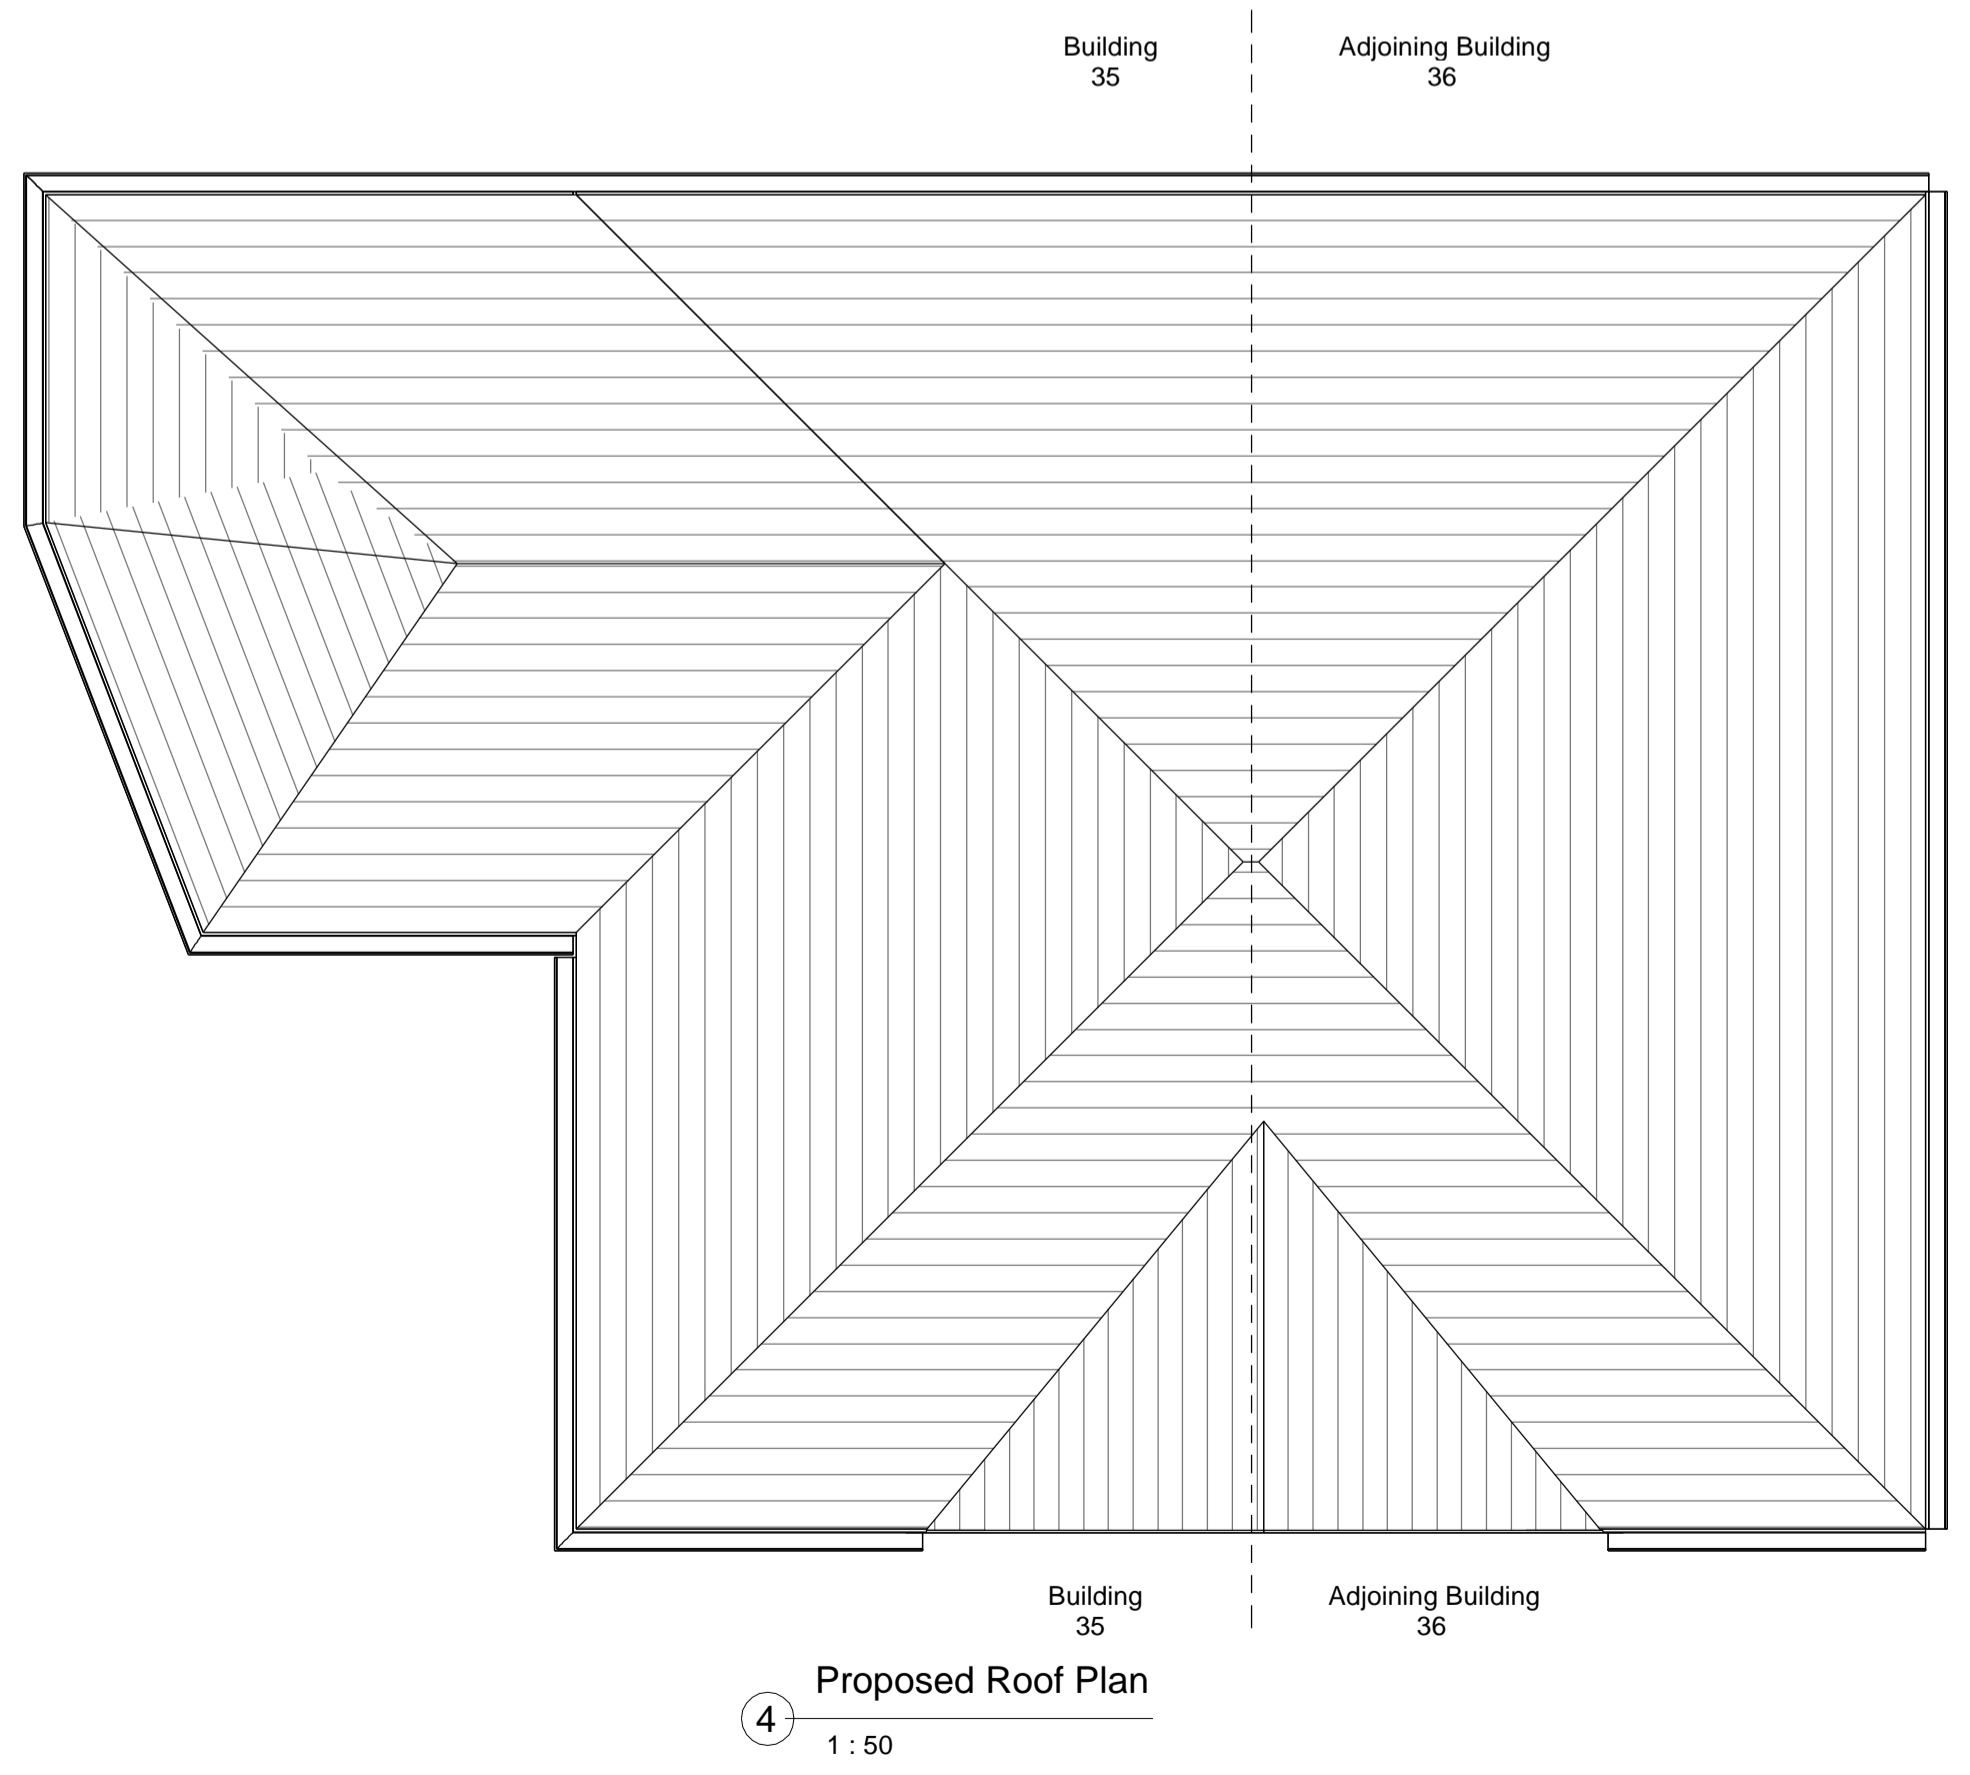 Building
35
Adjoining Building
36
Building
35
Adjoining Building
36
Proposed Roof Plan
4
1 : 50